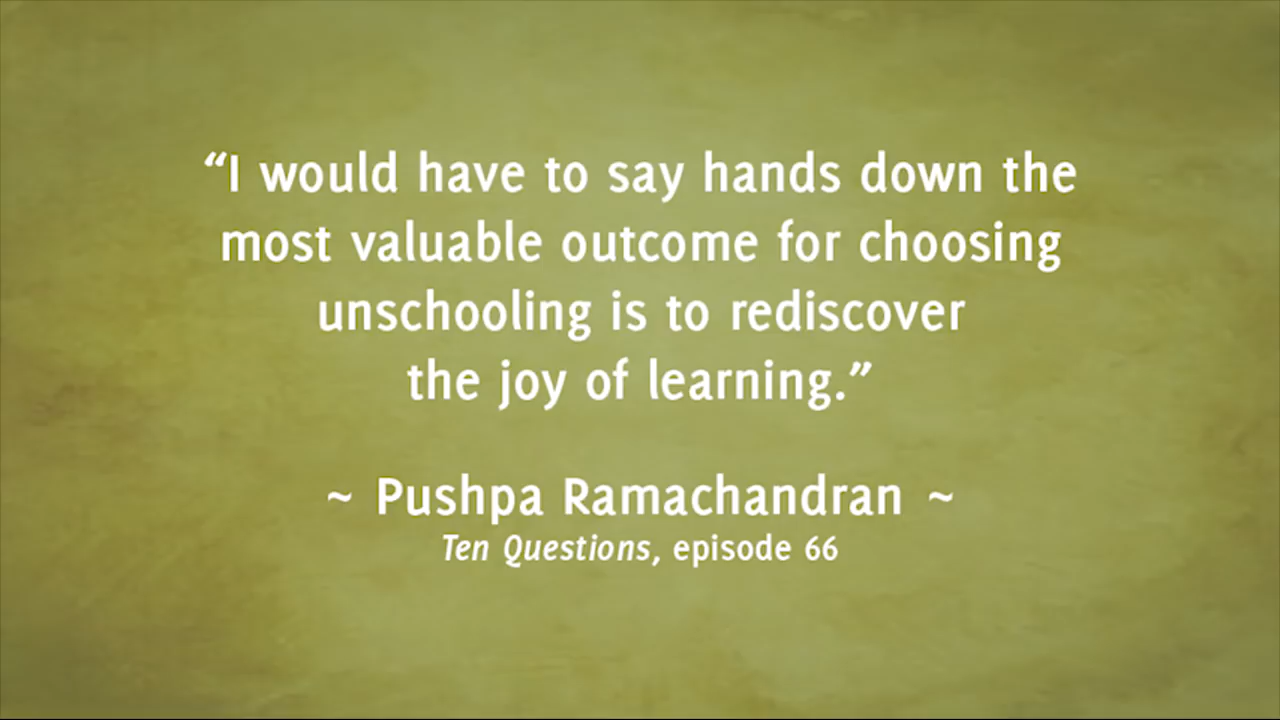 “I would have to say hands down the
most valuable outcome for choosing
unschooling is to rediscover
the joy of learning.”
~ Pushpa Ramachandran ~
Ten Questions, episode 66